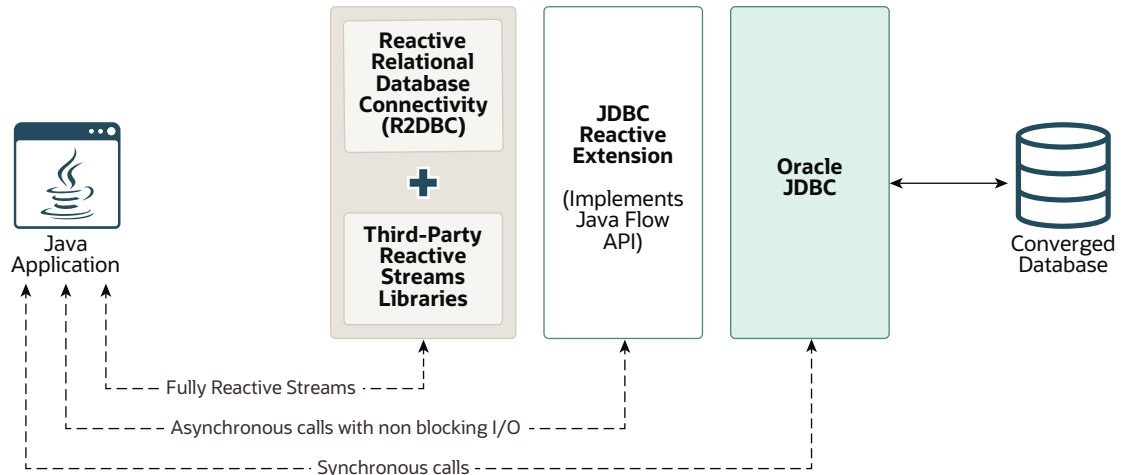 Reactive
Relational
Database
Connectivity
(R2DBC)
Third-Party
Reactive
Streams
Libraries
JDBC
Reactive
Extension
(Implements
Java Flow
API)
Oracle
JDBC
Java
Application
Converged
Database
Fully Reactive Streams
Asynchronous calls with non blocking I/O
Synchronous calls